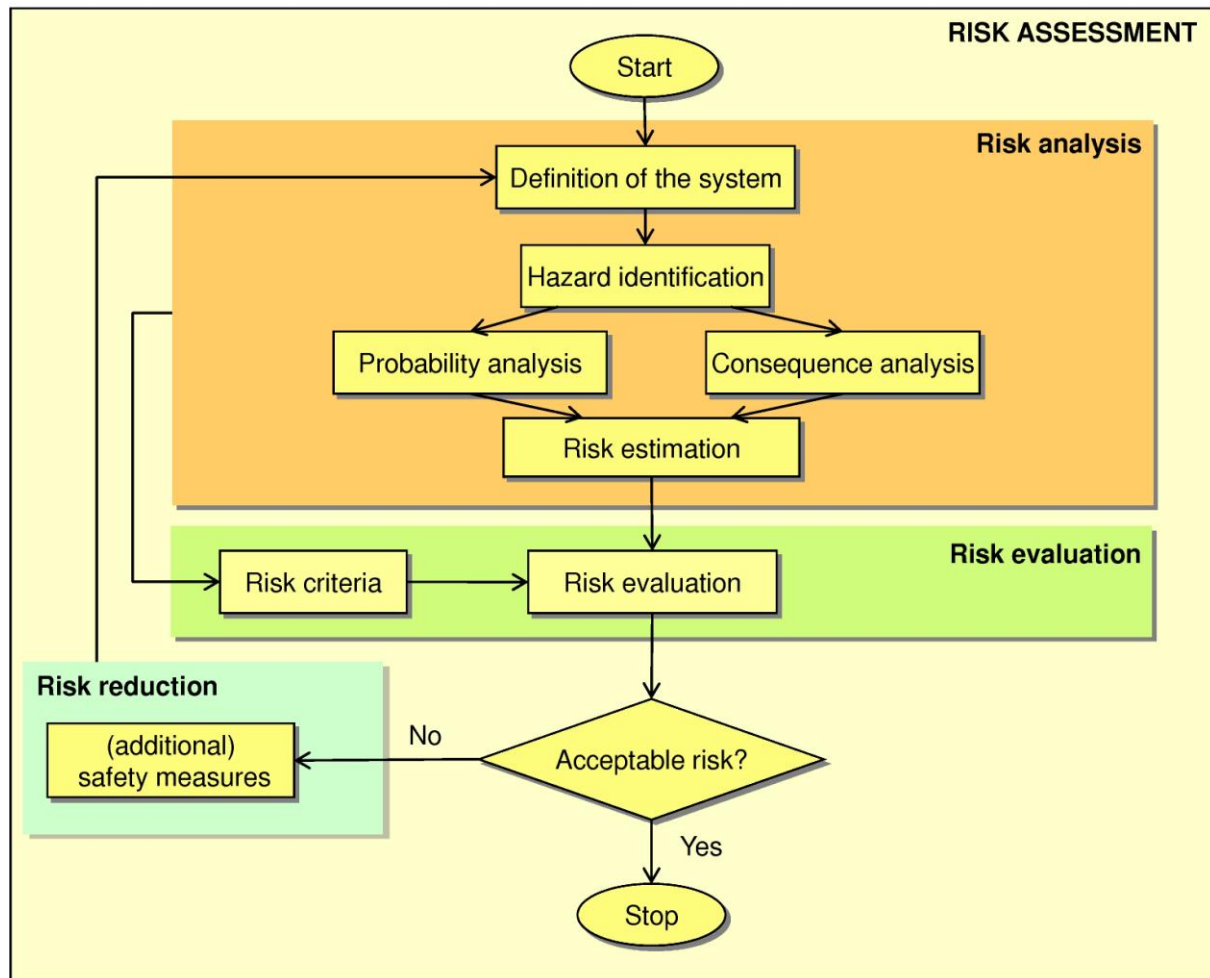 RISK ASSESSMENT
Start
Risk analysis
Definition of the system
Hazard identification
Probability analysis
Consequence analysis
Risk estimation
Risk evaluation
Risk criteria
Risk evaluation
Risk reduction
(additional)
safety measures
No
Acceptable risk?
Yes
Stop